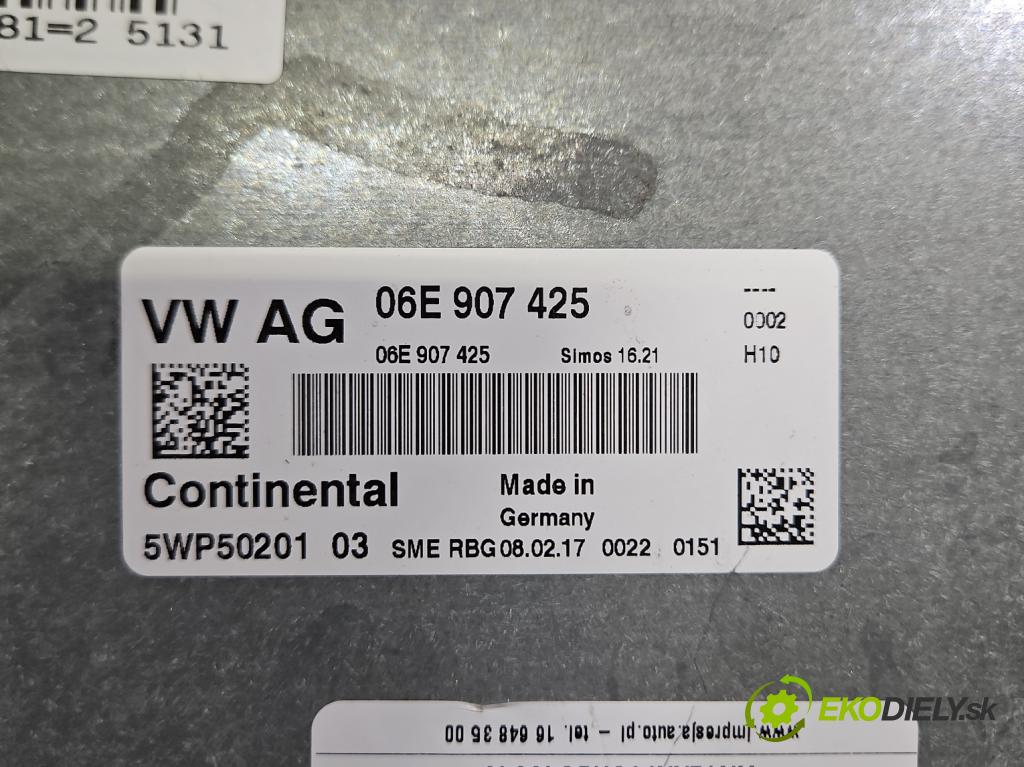 81=2 5131
VW AG 06E 907 425
----
0002
06E 907 425 Simos 16.21 H10
Continental Made in
Germany
5WP50201 03 SME RBG 08.02.17 0022 0151
www.impresja.auto.pl - tel. 16 648 35 00
EKODIELY.sk